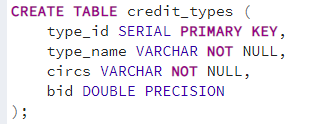 CREATE TABLE credit_types (
    type_id SERIAL PRIMARY KEY,
    type_name VARCHAR NOT NULL,
    circs VARCHAR NOT NULL,
    bid DOUBLE PRECISION
);